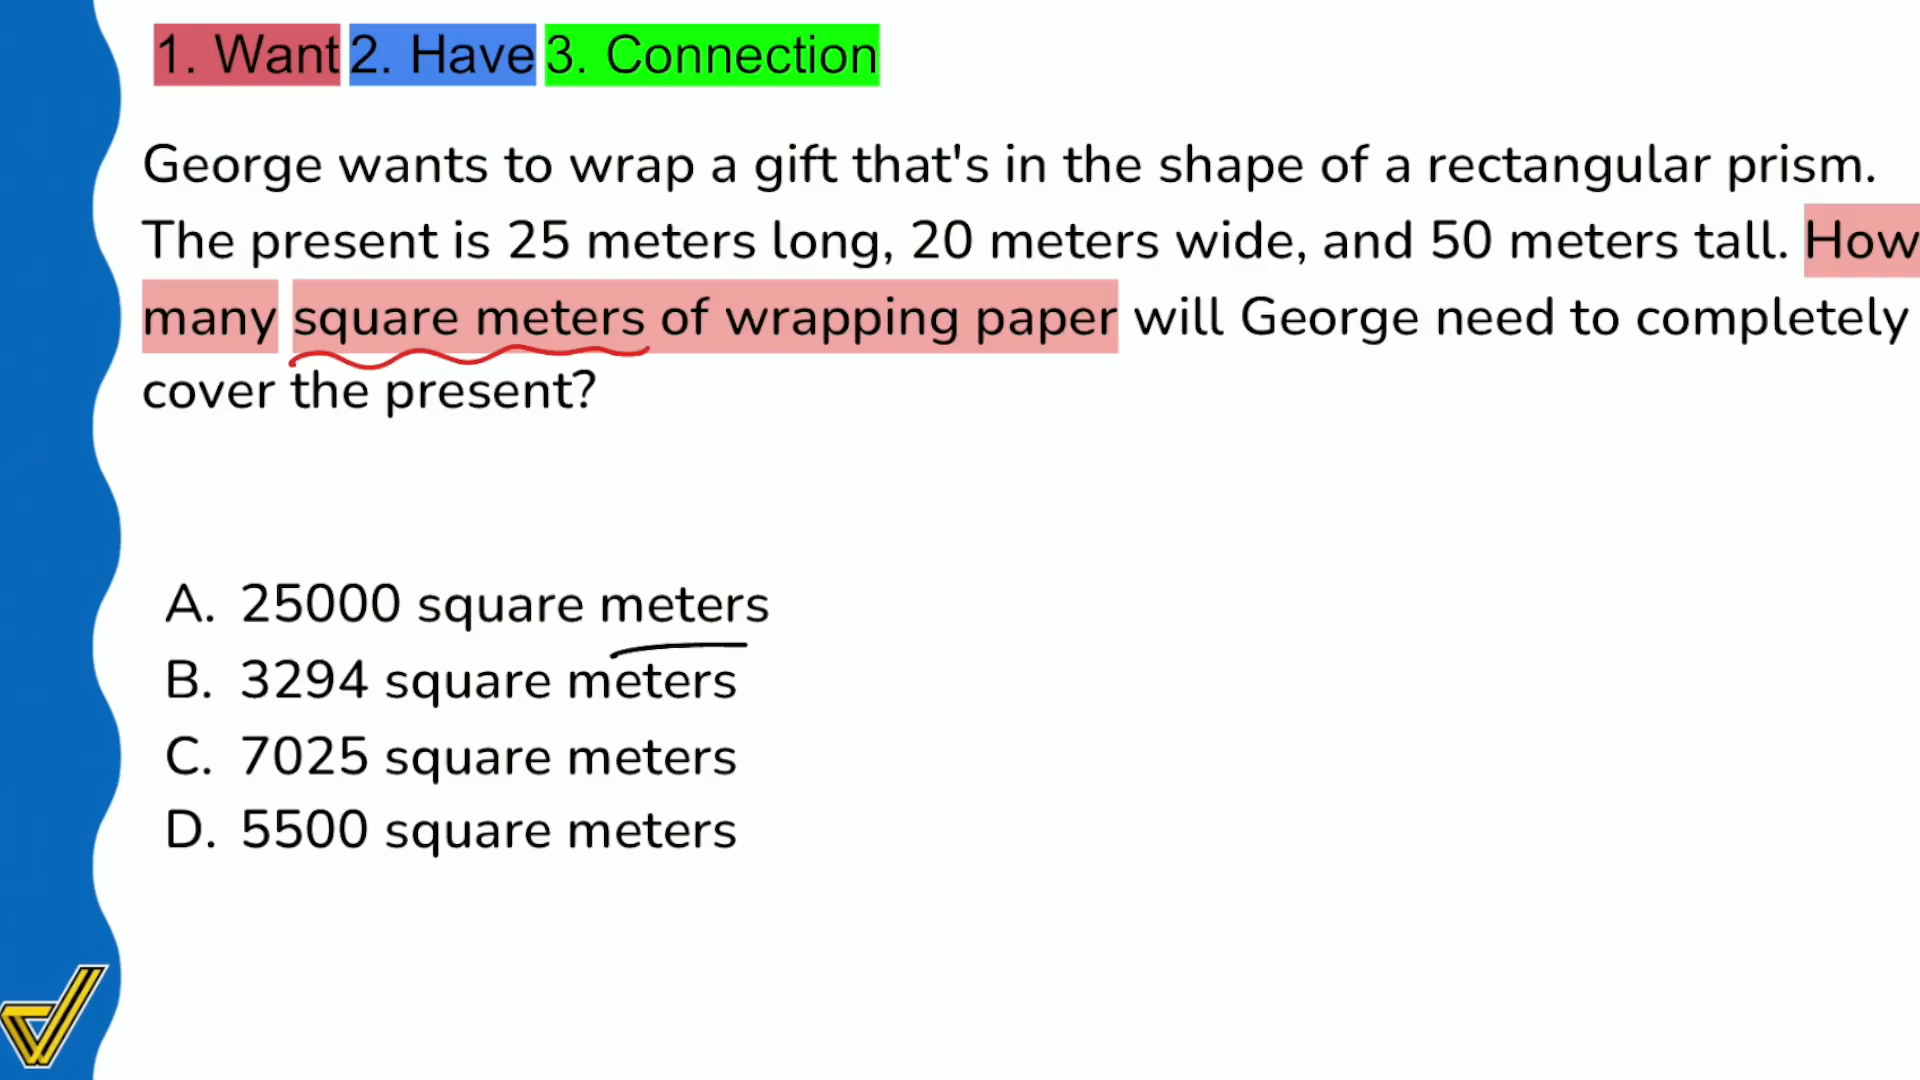 1. Want 2. Have 3. Connection
George wants to wrap a gift that's in the shape of a rectangular prism.
The present is 25 meters long, 20 meters wide, and 50 meters tall. How
many square meters of wrapping paper will George need to completely
cover the present?
A. 25000 square meters
B. 3294 square meters
C. 7025 square meters
D. 5500 square meters